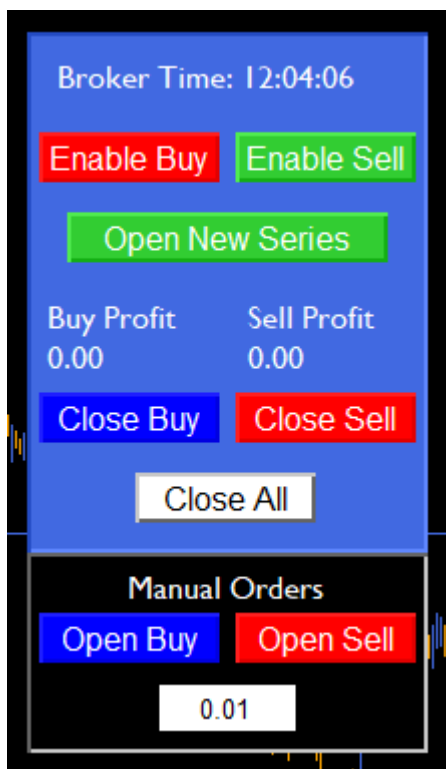 Broker Time: 12:04:06
Enable Buy Enable Sell
Open New Series
Buy Profit Sell Profit
0.00 0.00
Close Buy Close Sell
Close All
Manual Orders
Open Buy Open Sell
0.01